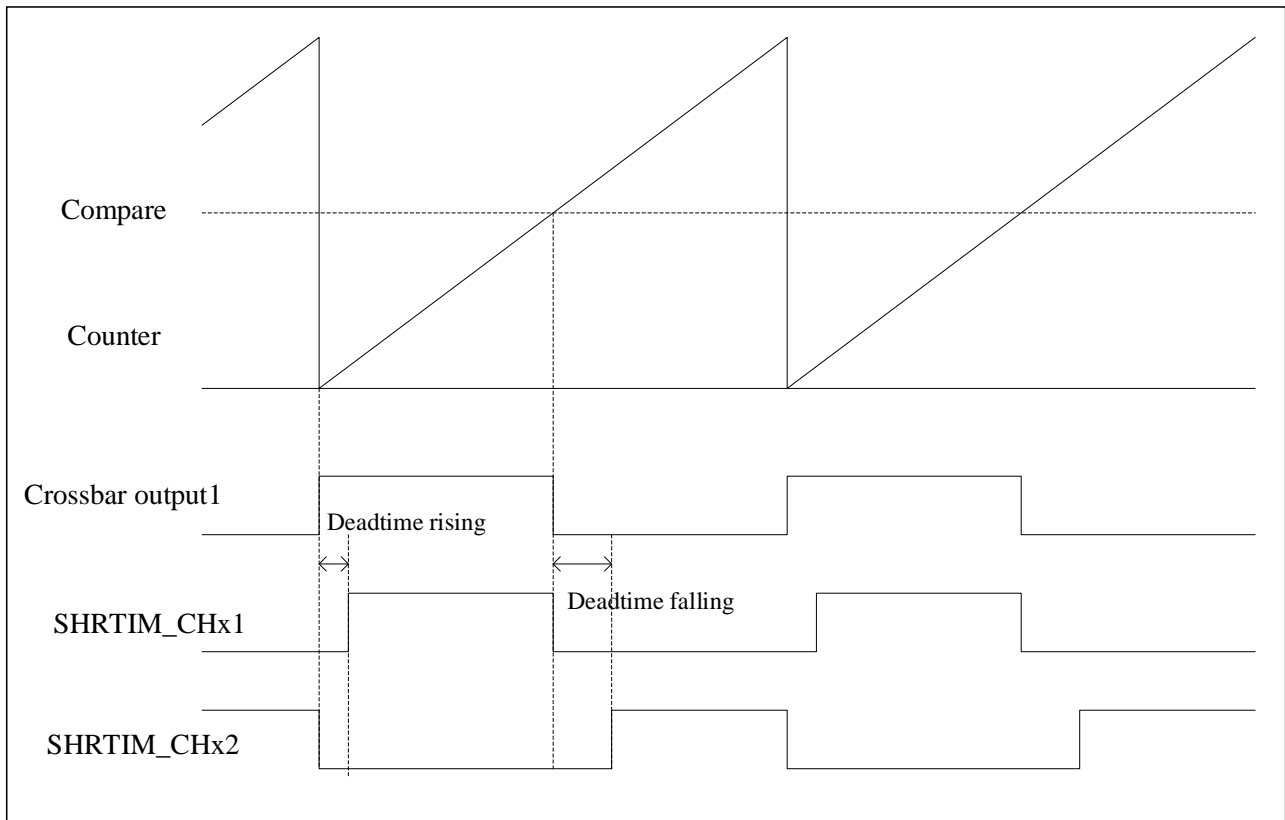 Compare
Counter
Crossbar output1
Deadtime rising
Deadtime falling
SHRTIM_CHx1
SHRTIM_CHx2